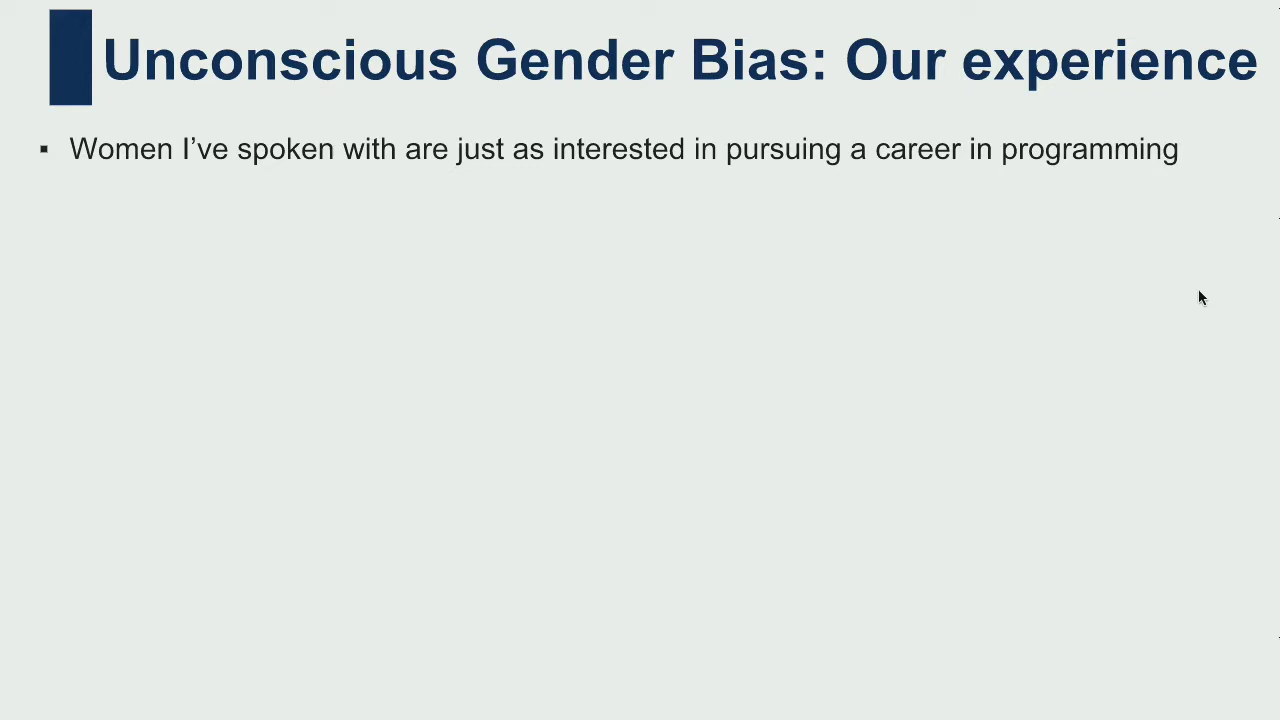 Unconscious Gender Bias: Our experience
▪ Women I’ve spoken with are just as interested in pursuing a career in programming